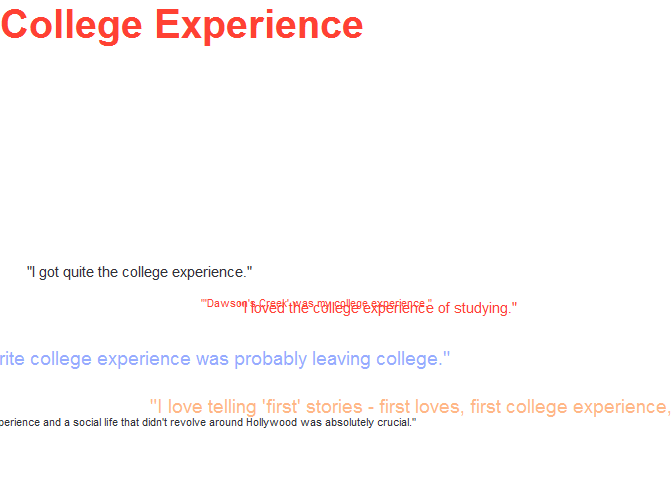 College Experience
"I got quite the college experience."
"'Dawson's Creek' was my college experience."
"I loved the college experience of studying."
rite college experience was probably leaving college."
"I love telling 'first' stories - first loves, first college experience,
perience and a social life that didn't revolve around Hollywood was absolutely crucial."